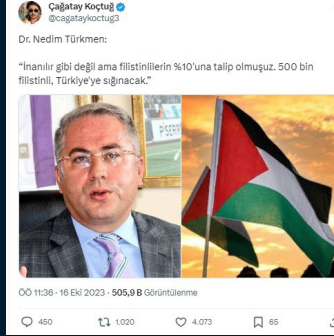 Çağatay Koçtuğ
@cagataykoctug3
Dr. Nedim Türkmen:
“İnanılır gibi değil ama filistinlilerin %10'una talip olmuşuz. 500 bin
filistinli, Türkiye'ye sığınacak.”
ÖÖ 11:36 · 16 Eki 2023 · 505,9 B Görüntülenme
450 1.020 4.073 65